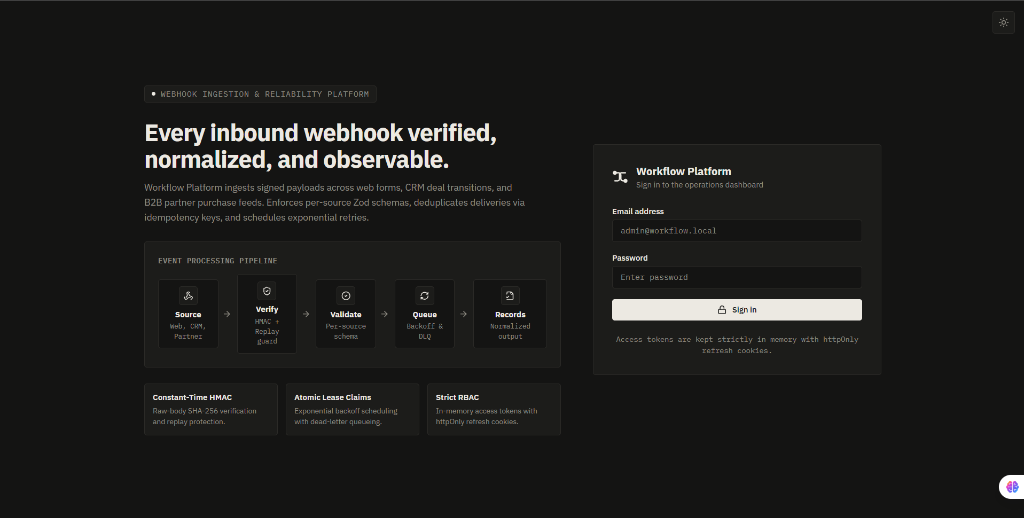 WEBHOOK INGESTION & RELIABILITY PLATFORM
Every inbound webhook verified,
normalized, and observable.
Workflow Platform ingests signed payloads across web forms, CRM deal transitions, and
B2B partner purchase feeds. Enforces per-source Zod schemas, deduplicates deliveries via
idempotency keys, and schedules exponential retries.
EVENT PROCESSING PIPELINE
Source
Web, CRM,
Partner
Verify
HMAC +
Replay
guard
Validate
Per-source
schema
Queue
Backoff &
DLQ
Records
Normalized
output
Constant-Time HMAC
Raw-body SHA-256 verification
and replay protection.
Atomic Lease Claims
Exponential backoff scheduling
with dead-letter queueing.
Strict RBAC
In-memory access tokens with
httpOnly refresh cookies.
Workflow Platform
Sign in to the operations dashboard
Email address
admin@workflow.local
Password
Enter password
Sign in
Access tokens are kept strictly in memory with httpOnly
refresh cookies.